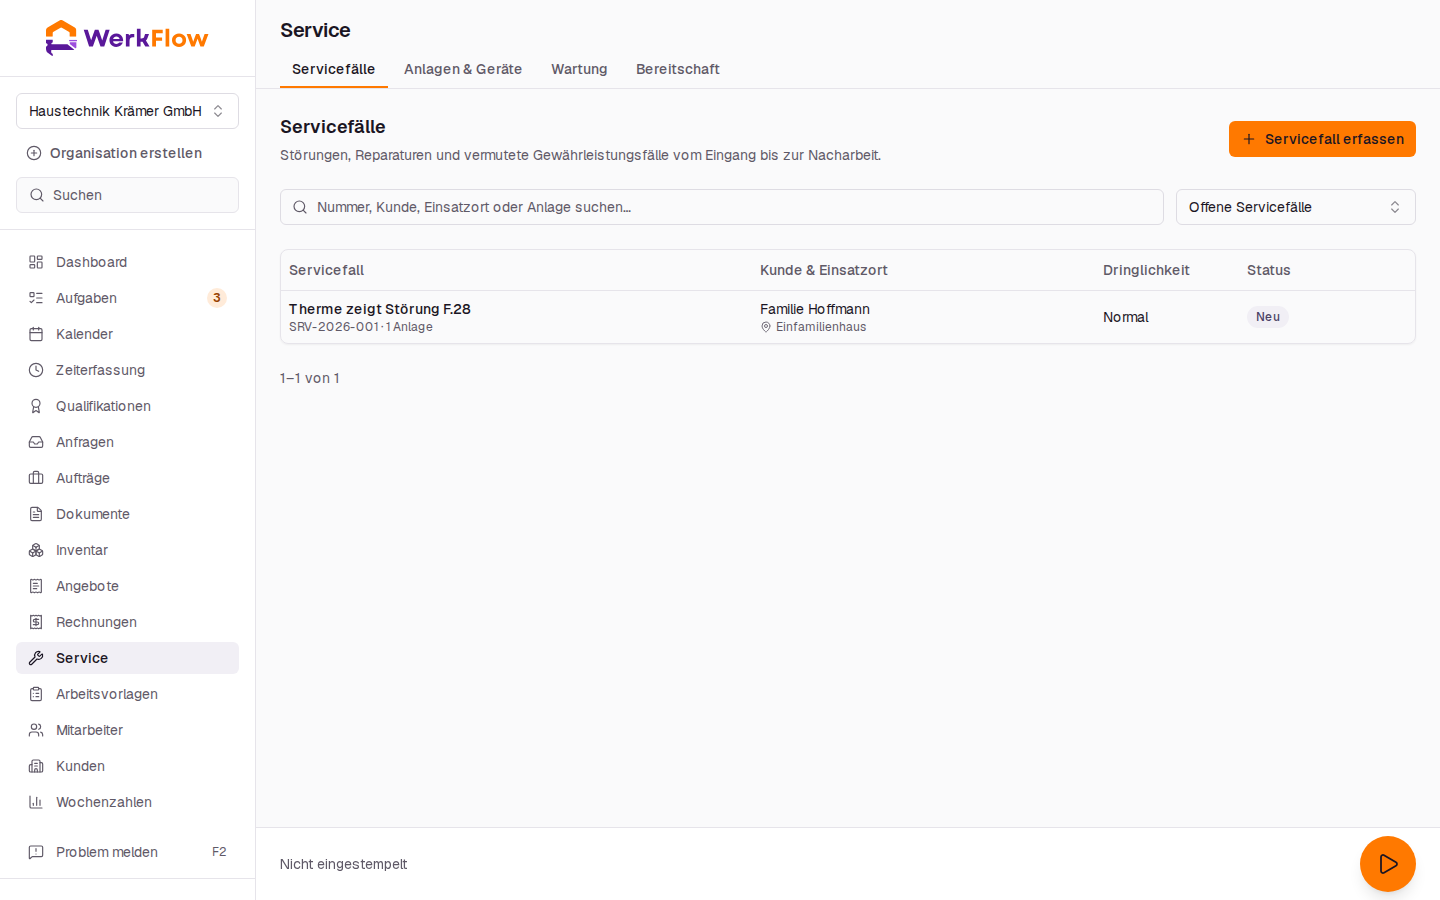 WerkFlow
Haustechnik Krämer GmbH
Organisation erstellen
Suchen
Dashboard
Aufgaben 3
Kalender
Zeiterfassung
Qualifikationen
Anfragen
Aufträge
Dokumente
Inventar
Angebote
Rechnungen
Service
Arbeitsvorlagen
Mitarbeiter
Kunden
Wochenzahlen
Problem melden F2
Service
Servicefälle Anlagen & Geräte Wartung Bereitschaft
Servicefälle
Störungen, Reparaturen und vermutete Gewährleistungsfälle vom Eingang bis zur Nacharbeit.
Servicefall erfassen
Nummer, Kunde, Einsatzort oder Anlage suchen...
Offene Servicefälle
Servicefall Kunde & Einsatzort Dringlichkeit Status
Therme zeigt Störung F.28 Familie Hoffmann Normal Neu
SRV-2026-001 · 1 Anlage Einfamilienhaus
1–1 von 1
Nicht eingestempelt